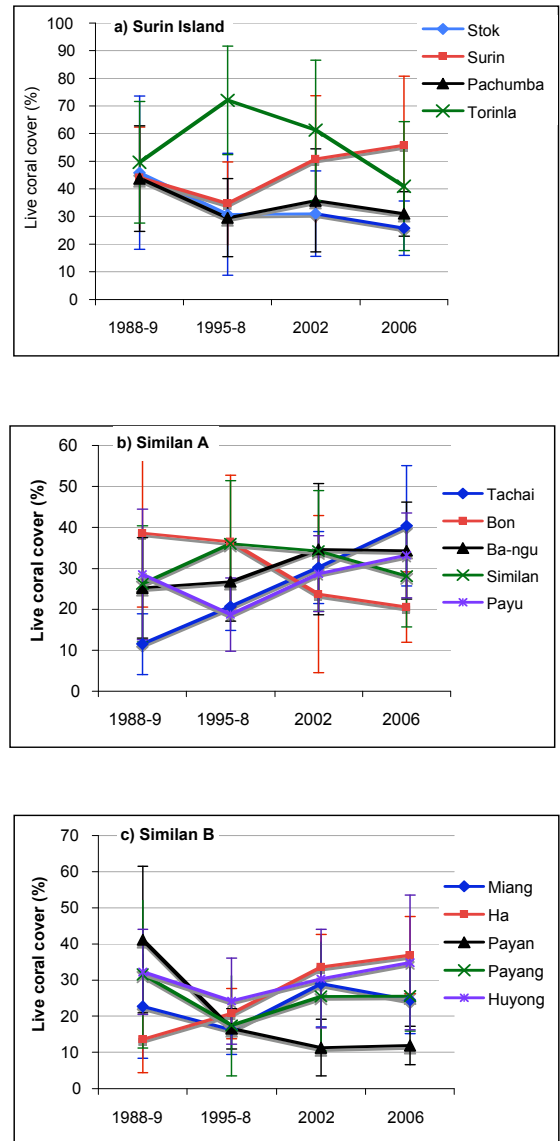 a) Surin Island
Live coral cover (%)
100
90
80
70
60
50
40
30
20
10
0
1988-9 1995-8 2002 2006
Stok
Surin
Pachumba
Torinla
b) Similan A
Live coral cover (%)
60
50
40
30
20
10
0
1988-9 1995-8 2002 2006
Tachai
Bon
Ba-ngu
Similan
Payu
c) Similan B
Live coral cover (%)
70
60
50
40
30
20
10
0
1988-9 1995-8 2002 2006
Miang
Ha
Payan
Payang
Huyong